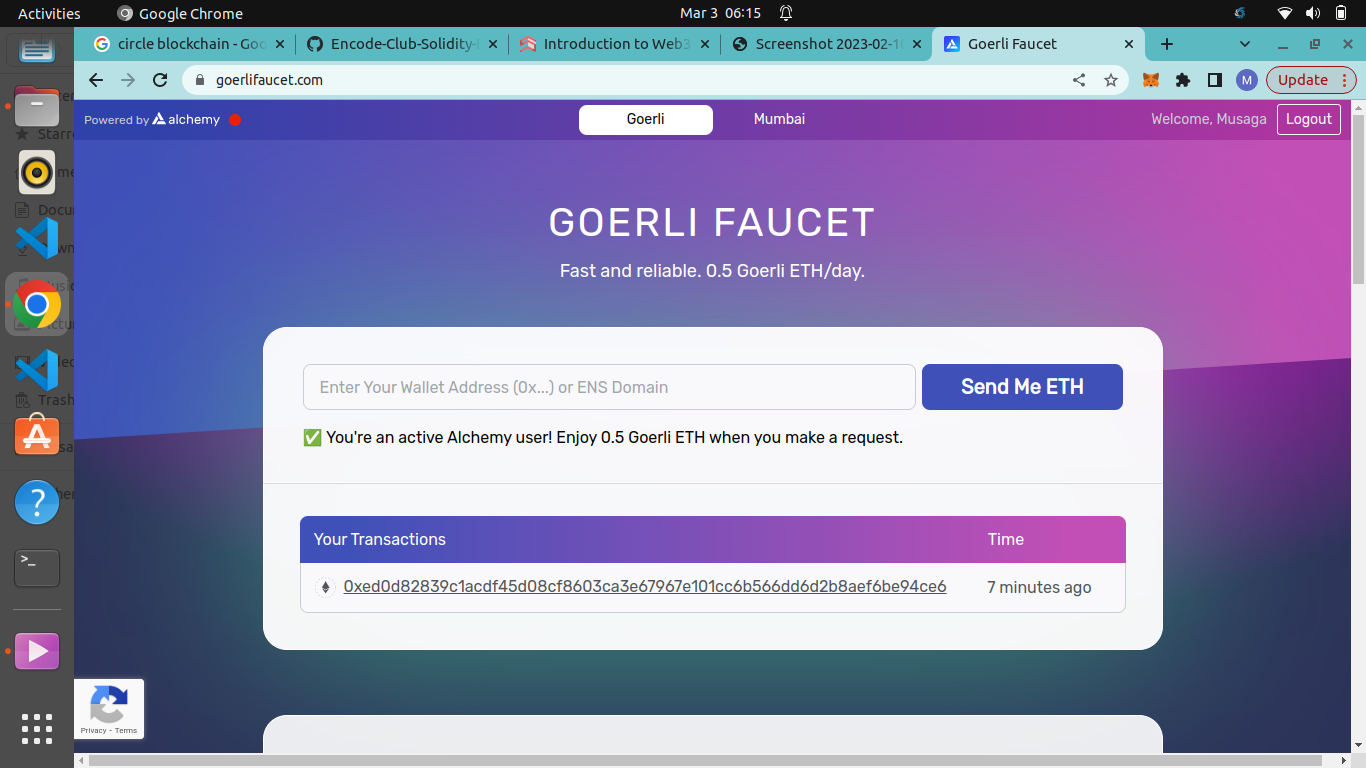 Activities
Google Chrome
Mar 3 06:15
circle blockchain - Goo
Encode-Club-Solidity-
Introduction to Web3
Screenshot 2023-02-1
Goerli Faucet
goerlifaucet.com
M
Update
Powered by alchemy
Goerli
Mumbai
Welcome, Musaga
Logout
Starre
Docu
Trash
GOERLI FAUCET
Fast and reliable. 0.5 Goerli ETH/day.
Enter Your Wallet Address (0x...) or ENS Domain
Send Me ETH
✅ You're an active Alchemy user! Enjoy 0.5 Goerli ETH when you make a request.
Your Transactions
Time
0xed0d82839c1acdf45d08cf8603ca3e67967e101cc6b566dd6d2b8aef6be94ce6
7 minutes ago
Privacy - Terms